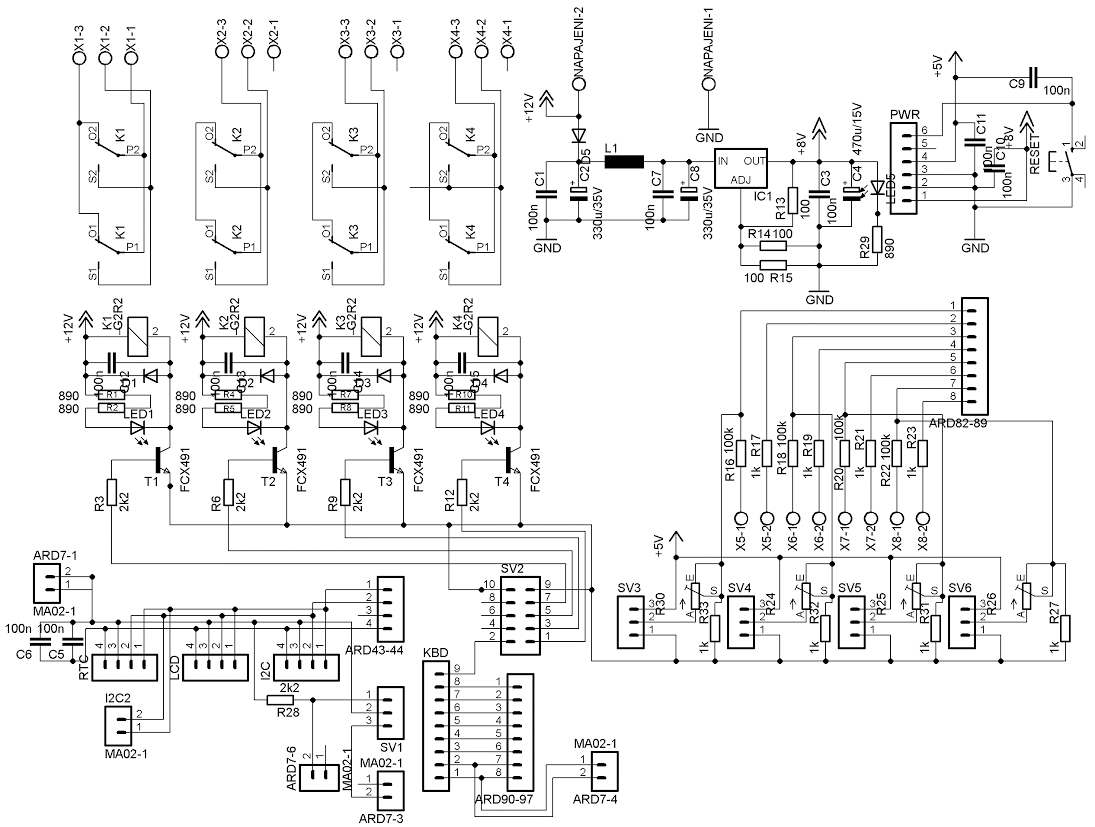 X1-3 X1-2 X1-1 X2-3 X2-2 X2-1 X3-3 X3-2 X3-1 X4-3 X4-2 X4-1 NAPAJENI-2 NAPAJENI-1
+12V +5V C9 100n
GND
O2 K1 P2 S2
O2 K2 P2 S2
O2 K3 P2 S2
O2 K4 P2 S2
O1 K1 P1 S1
O1 K2 P1 S1
O1 K3 P1 S1
O1 K4 P1 S1
D5 L1
C1 100n
C2 330u/35V
C7 100n
C8 330u/35V
GND
IN OUT
ADJ
IC1
+8V
R13 100
C3 100n
C4 470u/15V
R14 100
100 R15
GND
LED5
R29 890
PWR
6
5
4
3
2
1
C11 100n
C10 100n
+8V
RESET
1 2
3 4
GND
+12V K1 -G2R2 2
+12V K2 -G2R2 2
+12V K3 -G2R2 2
+12V K4 -G2R2 2
100n C12 D1
100n C13 D2
100n C14 D3
100n C15 D4
890 R1
890 R2
890 R4
890 R5
890 R7
890 R8
890 R10
890 R11
LED1 LED2 LED3 LED4
T1 FCX491 T2 FCX491 T3 FCX491 T4 FCX491
R3 2k2 R6 2k2 R9 2k2 R12 2k2
1
2
3
4
5
6
7
8
ARD82-89
R16 100k R17 1k R18 100k R19 1k R20 100k R21 1k R22 100k R23 1k
X5-1 X5-2 X6-1 X6-2 X7-1 X7-2 X8-1 X8-2
+5V
SV3 3 2 1 R30 A E S R33 1k
SV4 3 2 1 R24 A E S R32 1k
SV5 3 2 1 R25 A E S R31 1k
SV6 3 2 1 R26 A E S R27 1k
ARD7-1
2
1
MA02-1
100n 100n
C6 C5
1
2
3
4
ARD43-44
SV2
10 9
8 7
6 5
4 3
2 1
RTC 4 3 2 1
LCD 4 3 2 1
I2C 4 3 2 1
I2C2
2
1
MA02-1
2k2
R28
1
2
3
SV1
ARD7-6 2 1 MA02-1
MA02-1
1
2
ARD7-3
KBD
9
8
7
6
5
4
3
2
1
1
2
3
4
5
6
7
8
ARD90-97
MA02-1
1
2
ARD7-4